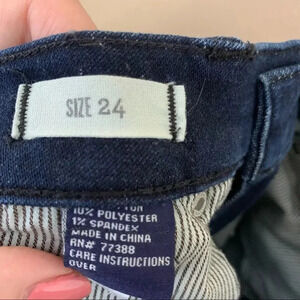 SIZE 24
10% POLYESTER
1% SPANDEX
MADE IN CHINA
RN# 77388
CARE INSTRUCTIONS
OVER